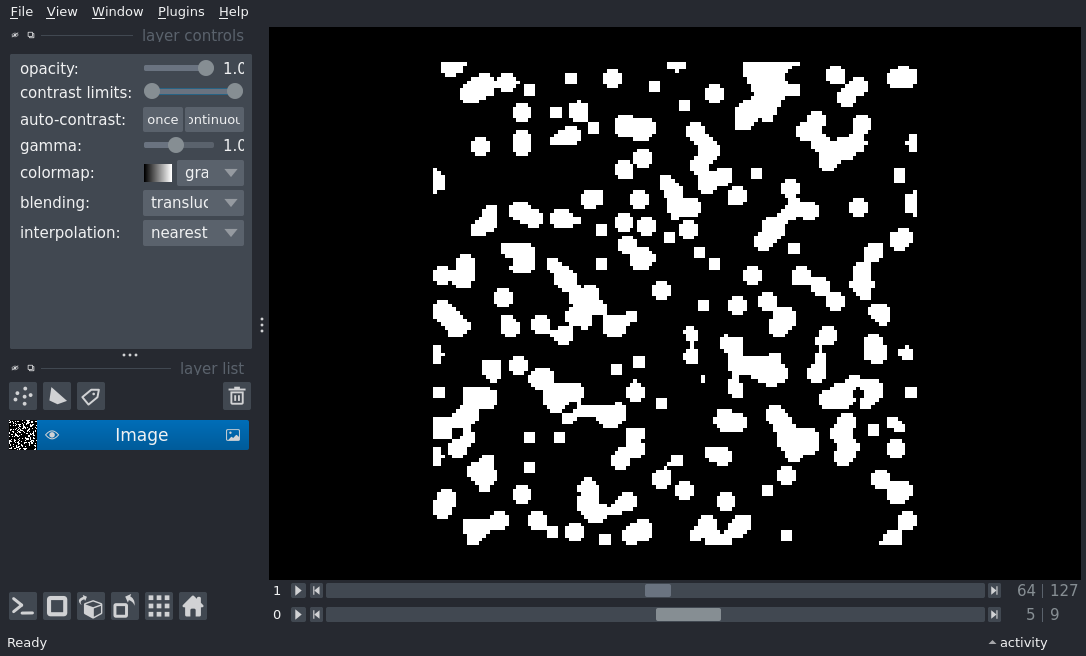 File View Window Plugins Help
layer controls
opacity: 1.0
contrast limits:
auto-contrast: once ontinuou
gamma: 1.0
colormap: gra
blending: transluc
interpolation: nearest
layer list
Image
1 64 | 127
0 5 | 9
Ready activity